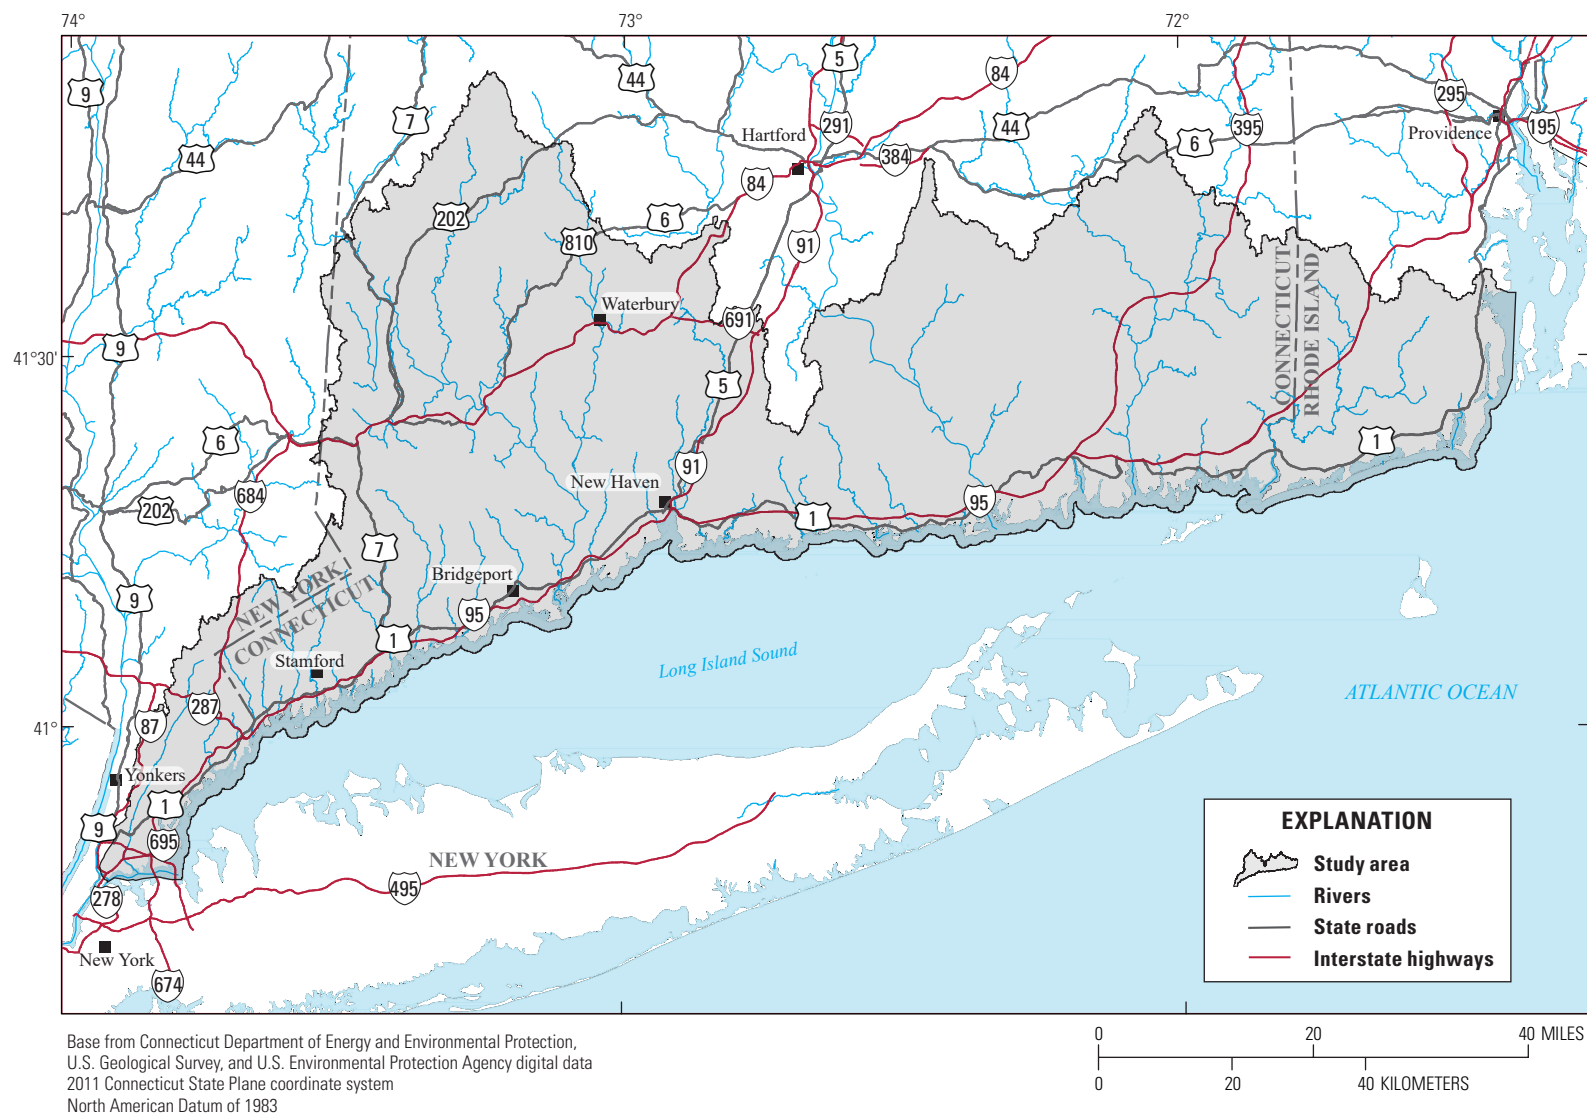 74°
73°
72°
5
84
9
44
295
7
291
Hartford
44
395
Providence
195
6
44
384
84
202
6
810
91
CONNECTICUT
RHODE ISLAND
Waterbury
691
9
41°30'
5
6
1
91
684
New Haven
202
95
1
7
Bridgeport
NEW YORK
CONNECTICUT
9
95
1
Stamford
Long Island Sound
ATLANTIC OCEAN
287
87
41°
Yonkers
1
9
695
NEW YORK
495
278
New York
674
EXPLANATION
Study area
Rivers
State roads
Interstate highways
0 20 40 MILES
0 20 40 KILOMETERS
Base from Connecticut Department of Energy and Environmental Protection,
U.S. Geological Survey, and U.S. Environmental Protection Agency digital data
2011 Connecticut State Plane coordinate system
North American Datum of 1983